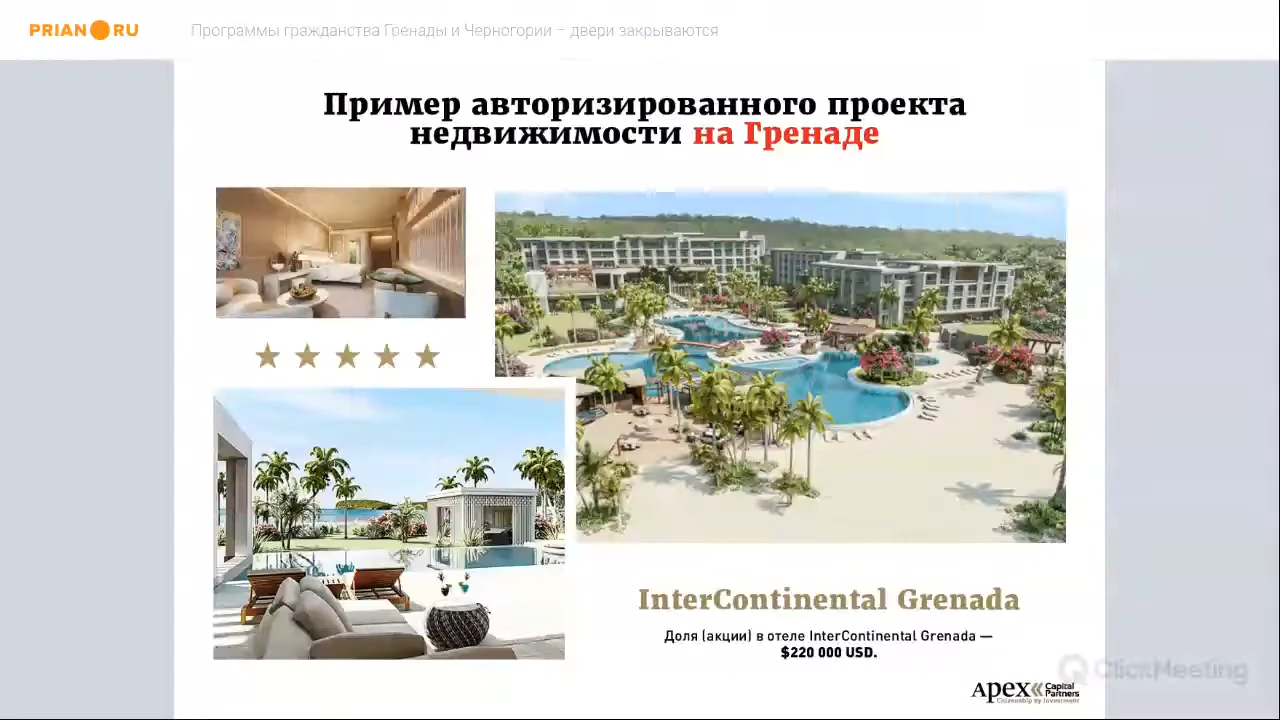 PRIAN RU
Программы гражданства Гренады и Черногории – двери закрываются
Пример авторизированного проекта
недвижимости на Гренаде
InterContinental Grenada
Доля (акции) в отеле InterContinental Grenada —
$220 000 USD.
Apex Capital
Partners
Citizenship by Investment
ClickMeeting